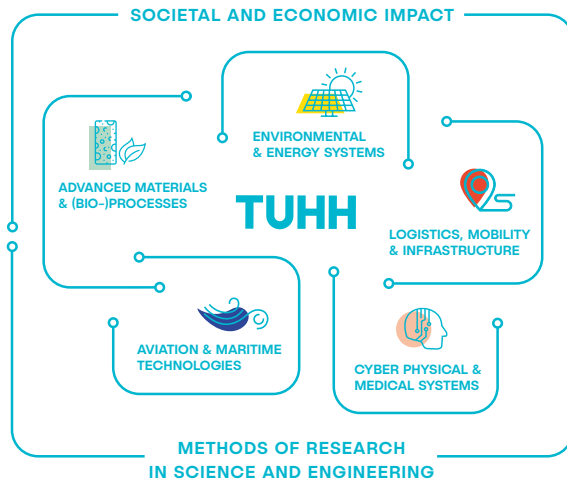 SOCIETAL AND ECONOMIC IMPACT
ENVIRONMENTAL
& ENERGY SYSTEMS
ADVANCED MATERIALS
& (BIO-)PROCESSES
TUHH
LOGISTICS, MOBILITY
& INFRASTRUCTURE
AVIATION & MARITIME
TECHNOLOGIES
CYBER PHYSICAL &
MEDICAL SYSTEMS
METHODS OF RESEARCH
IN SCIENCE AND ENGINEERING